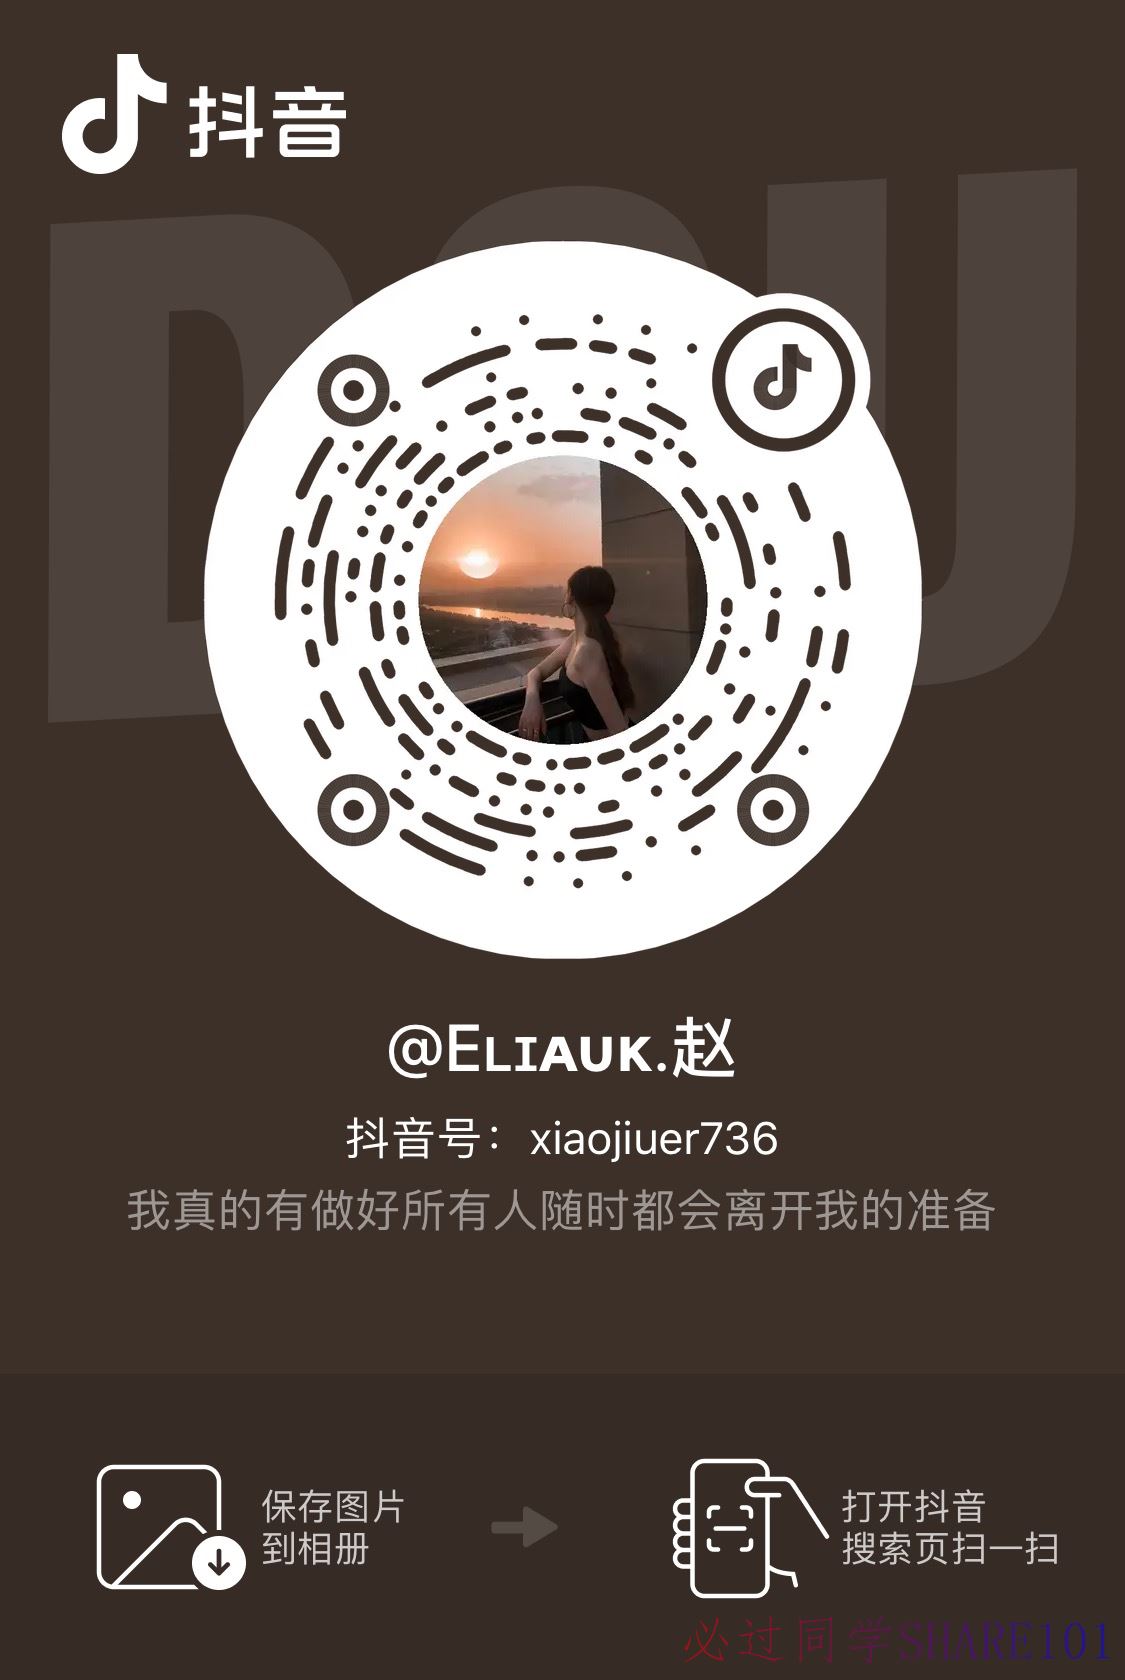 抖音
DOU
@Eʟɪᴀᴜᴋ.赵
抖音号：xiaojiuer736
我真的有做好所有人随时都会离开我的准备
保存图片
到相册
打开抖音
搜索页扫一扫
必过同学SHARE101